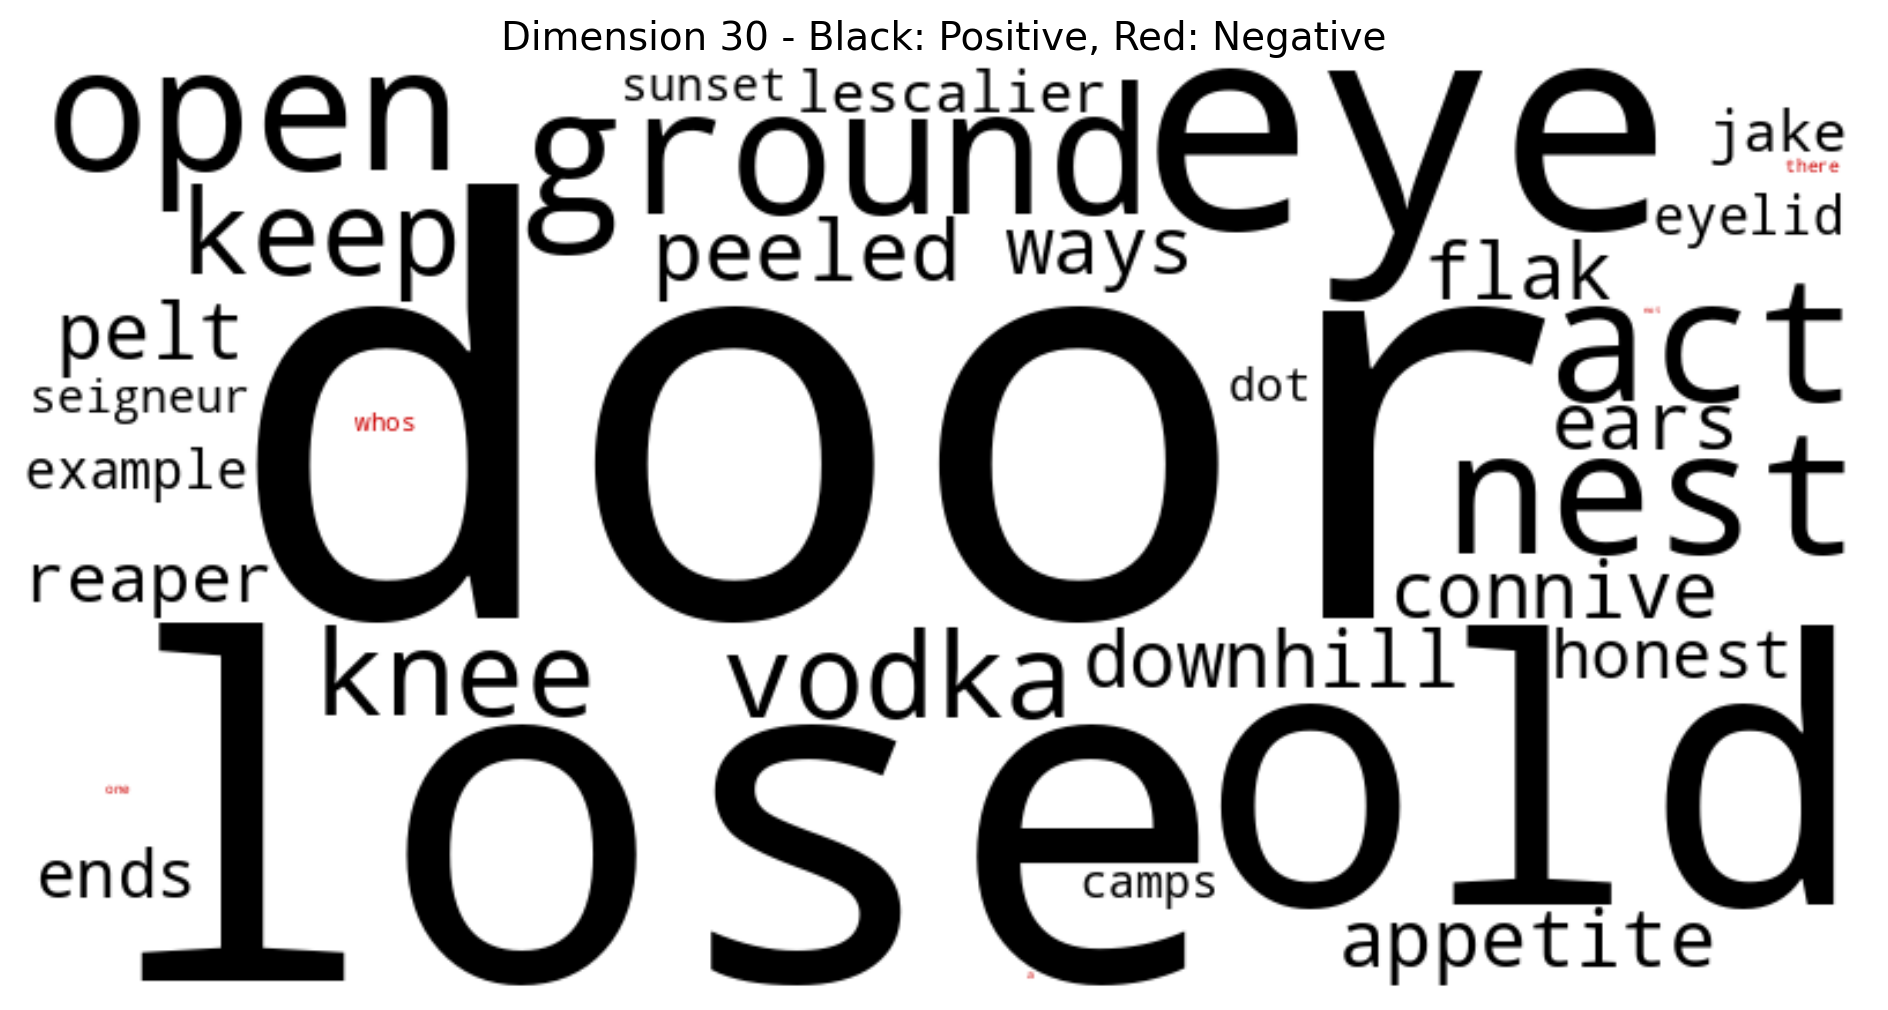 Dimension 30 - Black: Positive, Red: Negative
open
sunset
lescalier
ground
eye
jake
there
eyelid
keep
peeled
ways
flak
pelt
act
seigneur
door
dot
whos
ears
example
nest
reaper
connive
knee
vodka
downhill
honest
lose
old
one
ends
camps
appetite
a